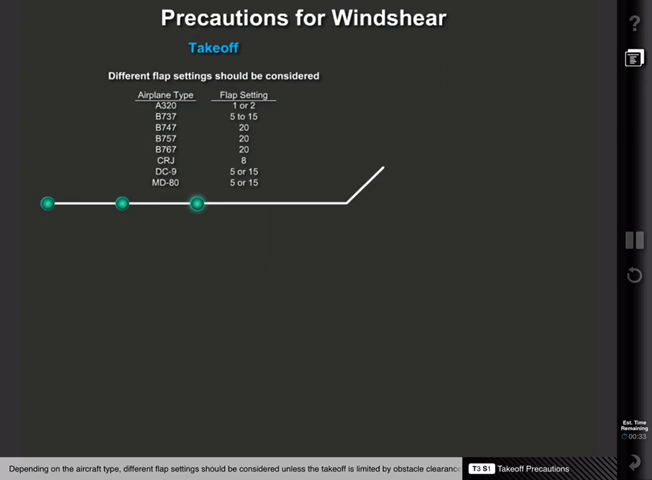 Precautions for Windshear
Takeoff
Different flap settings should be considered
Airplane Type Flap Setting
A320 1 or 2
B737 5 to 15
B747 20
B757 20
B767 20
CRJ 8
DC-9 5 or 15
MD-80 5 or 15
?
Est. Time
Remaining
00:33
Depending on the aircraft type, different flap settings should be considered unless the takeoff is limited by obstacle clearance
T3 S1 Takeoff Precautions